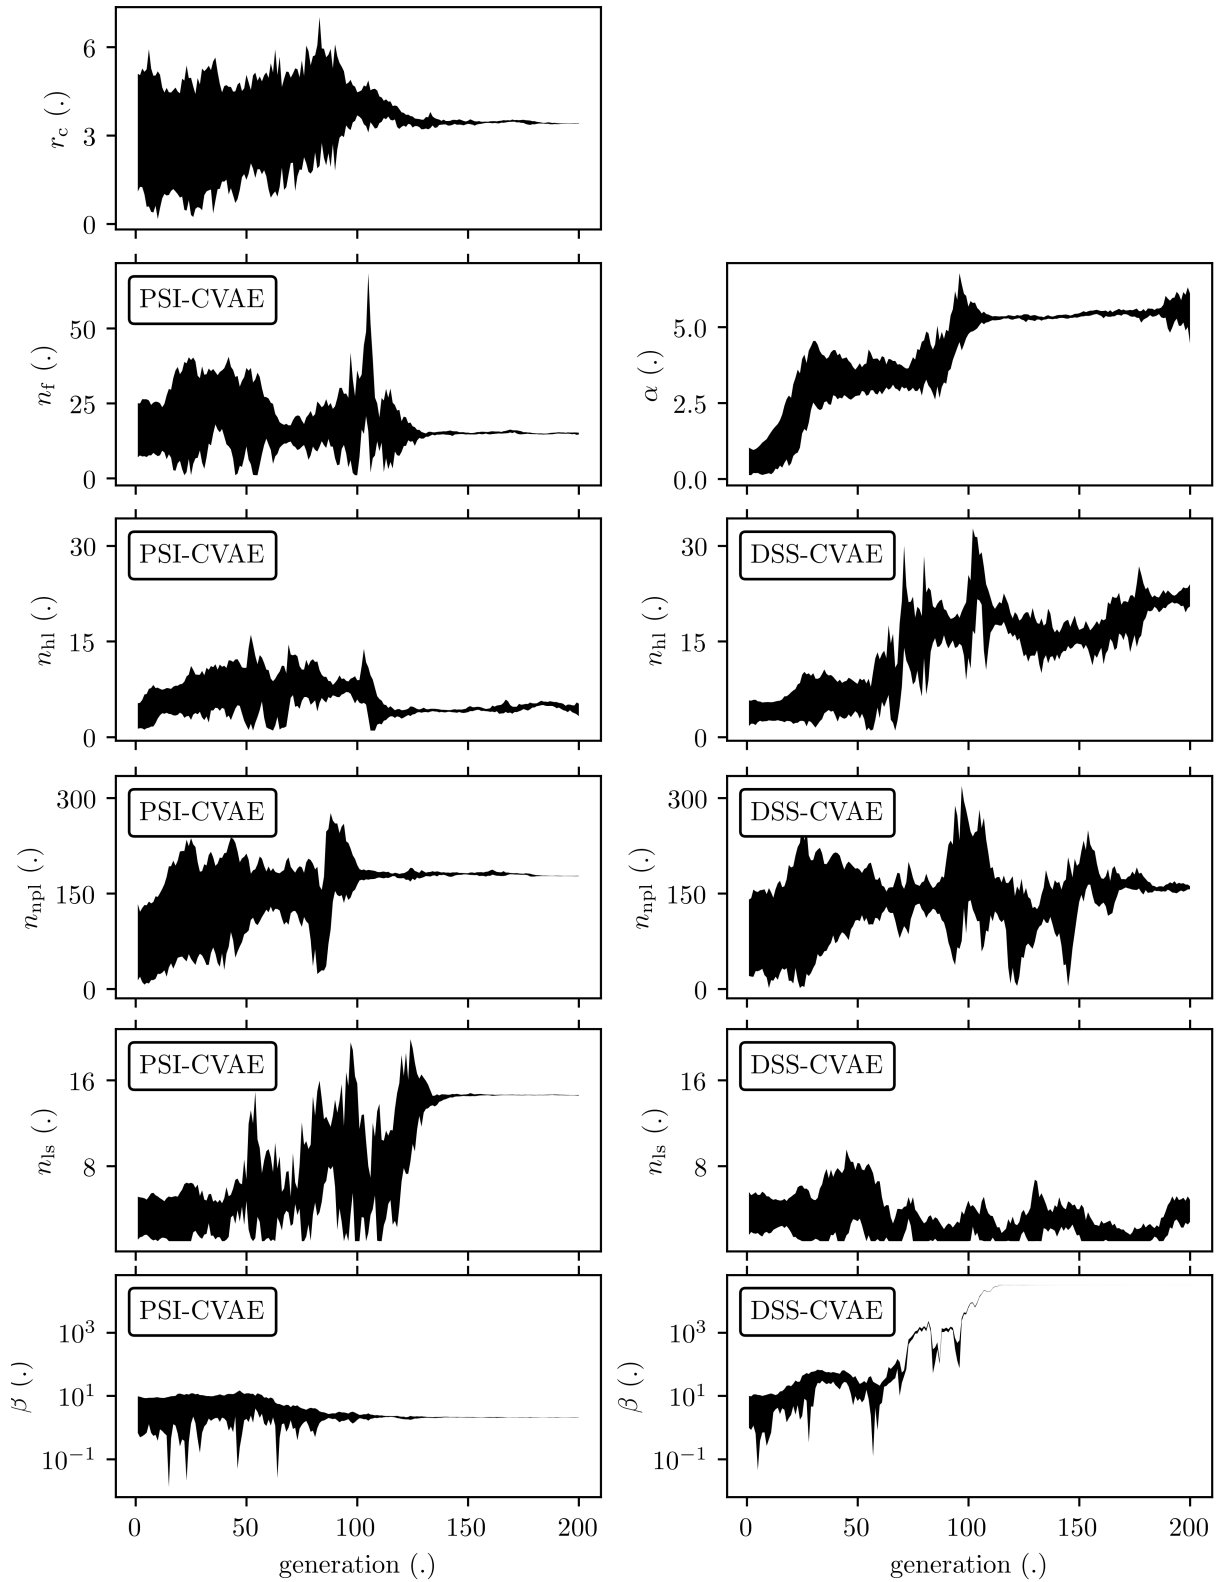 6
3
0
r_c (.)
PSI-CVAE
50
25
0
n_f (.)
5.0
2.5
0.0
α (.)
PSI-CVAE
30
15
0
n_hl (.)
DSS-CVAE
30
15
0
n_hl (.)
PSI-CVAE
300
150
0
n_npl (.)
DSS-CVAE
300
150
0
n_npl (.)
PSI-CVAE
16
8
n_ls (.)
DSS-CVAE
16
8
n_ls (.)
PSI-CVAE
10^3
10^1
10^−1
β (.)
0 50 100 150 200
generation (.)
DSS-CVAE
10^3
10^1
10^−1
β (.)
0 50 100 150 200
generation (.)